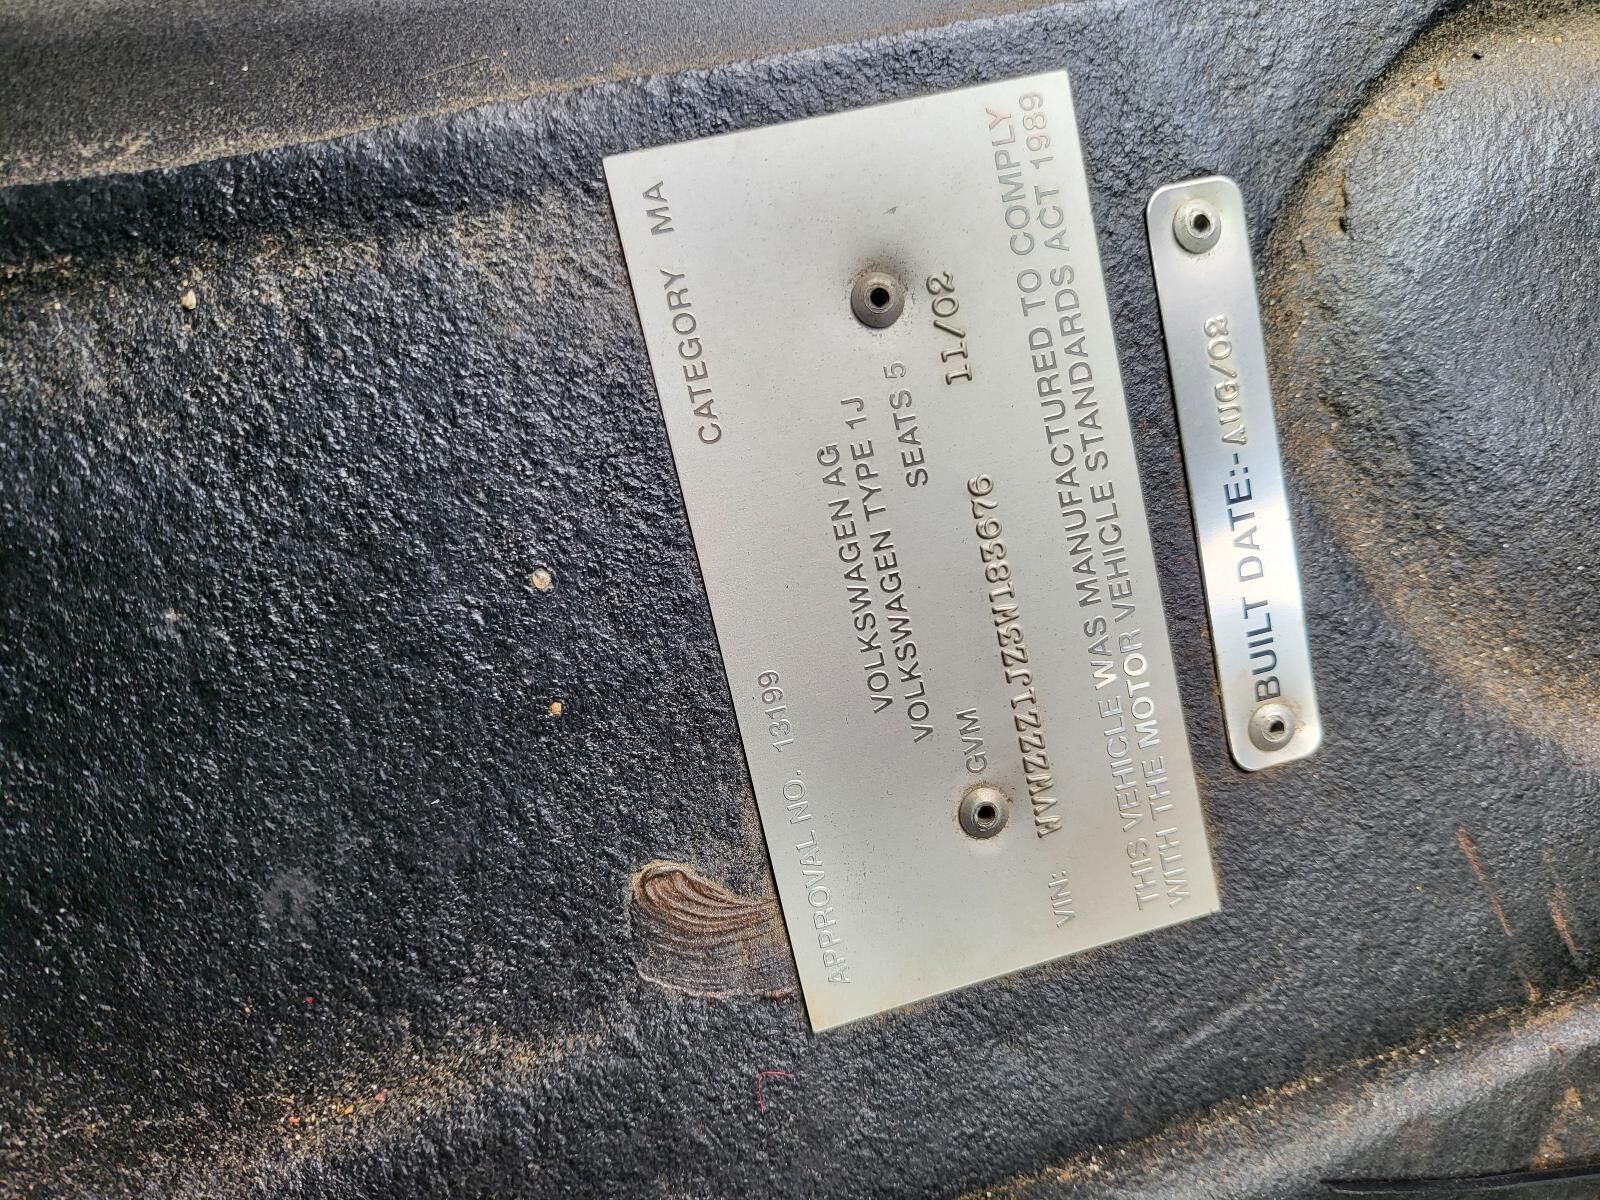 APPROVAL NO. 13199 CATEGORY MA
VOLKSWAGEN AG
VOLKSWAGEN TYPE 1J
SEATS 5
GVM 11/02
VIN: WVWZZZ1JZ3W183676
THIS VEHICLE WAS MANUFACTURED TO COMPLY
WITH THE MOTOR VEHICLE STANDARDS ACT 1989
BUILT DATE:- AUG/02